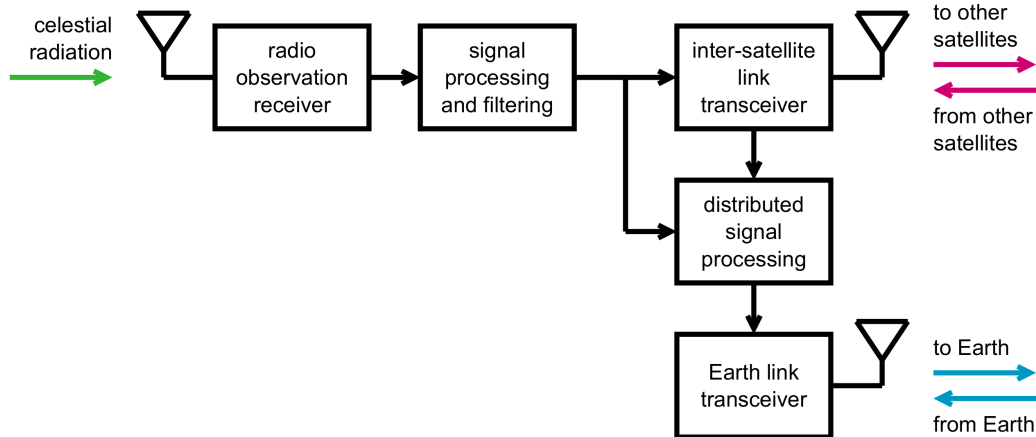 celestial
radiation
radio
observation
receiver
signal
processing
and filtering
inter-satellite
link
transceiver
to other
satellites
from other
satellites
distributed
signal
processing
Earth link
transceiver
to Earth
from Earth